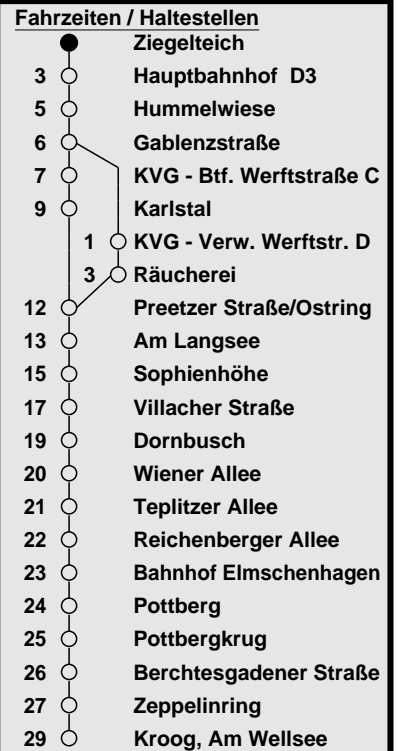 Fahrzeiten / Haltestellen
Ziegelteich
3 Hauptbahnhof D3
5 Hummelwiese
6 Gablenzstraße
7 KVG - Btf. Werftstraße C
9 Karlstal
1 KVG - Verw. Werftstr. D
3 Räucherei
12 Preetzer Straße/Ostring
13 Am Langsee
15 Sophienhöhe
17 Villacher Straße
19 Dornbusch
20 Wiener Allee
21 Teplitzer Allee
22 Reichenberger Allee
23 Bahnhof Elmschenhagen
24 Pottberg
25 Pottbergkrug
26 Berchtesgadener Straße
27 Zeppelinring
29 Kroog, Am Wellsee